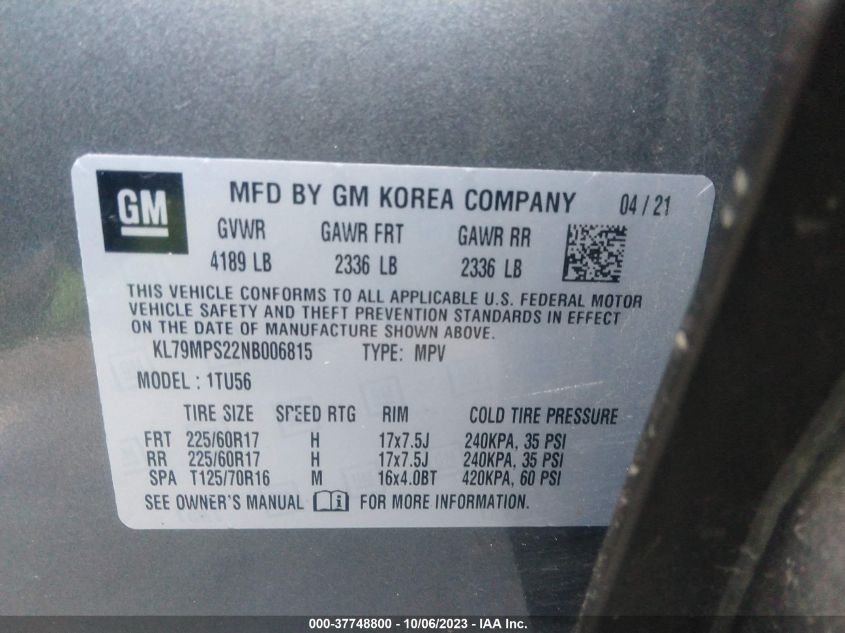 GM MFD BY GM KOREA COMPANY 04 / 21
GVWR GAWR FRT GAWR RR
4189 LB 2336 LB 2336 LB
THIS VEHICLE CONFORMS TO ALL APPLICABLE U.S. FEDERAL MOTOR
VEHICLE SAFETY AND THEFT PREVENTION STANDARDS IN EFFECT
ON THE DATE OF MANUFACTURE SHOWN ABOVE.
KL79MPS22NB006815 TYPE: MPV
MODEL : 1TU56
TIRE SIZE SPEED RTG RIM COLD TIRE PRESSURE
FRT 225/60R17 H 17x7.5J 240KPA, 35 PSI
RR 225/60R17 H 17x7.5J 240KPA, 35 PSI
SPA T125/70R16 M 16x4.0BT 420KPA, 60 PSI
SEE OWNER'S MANUAL FOR MORE INFORMATION.
000-37748800 - 10/06/2023 - IAA Inc.